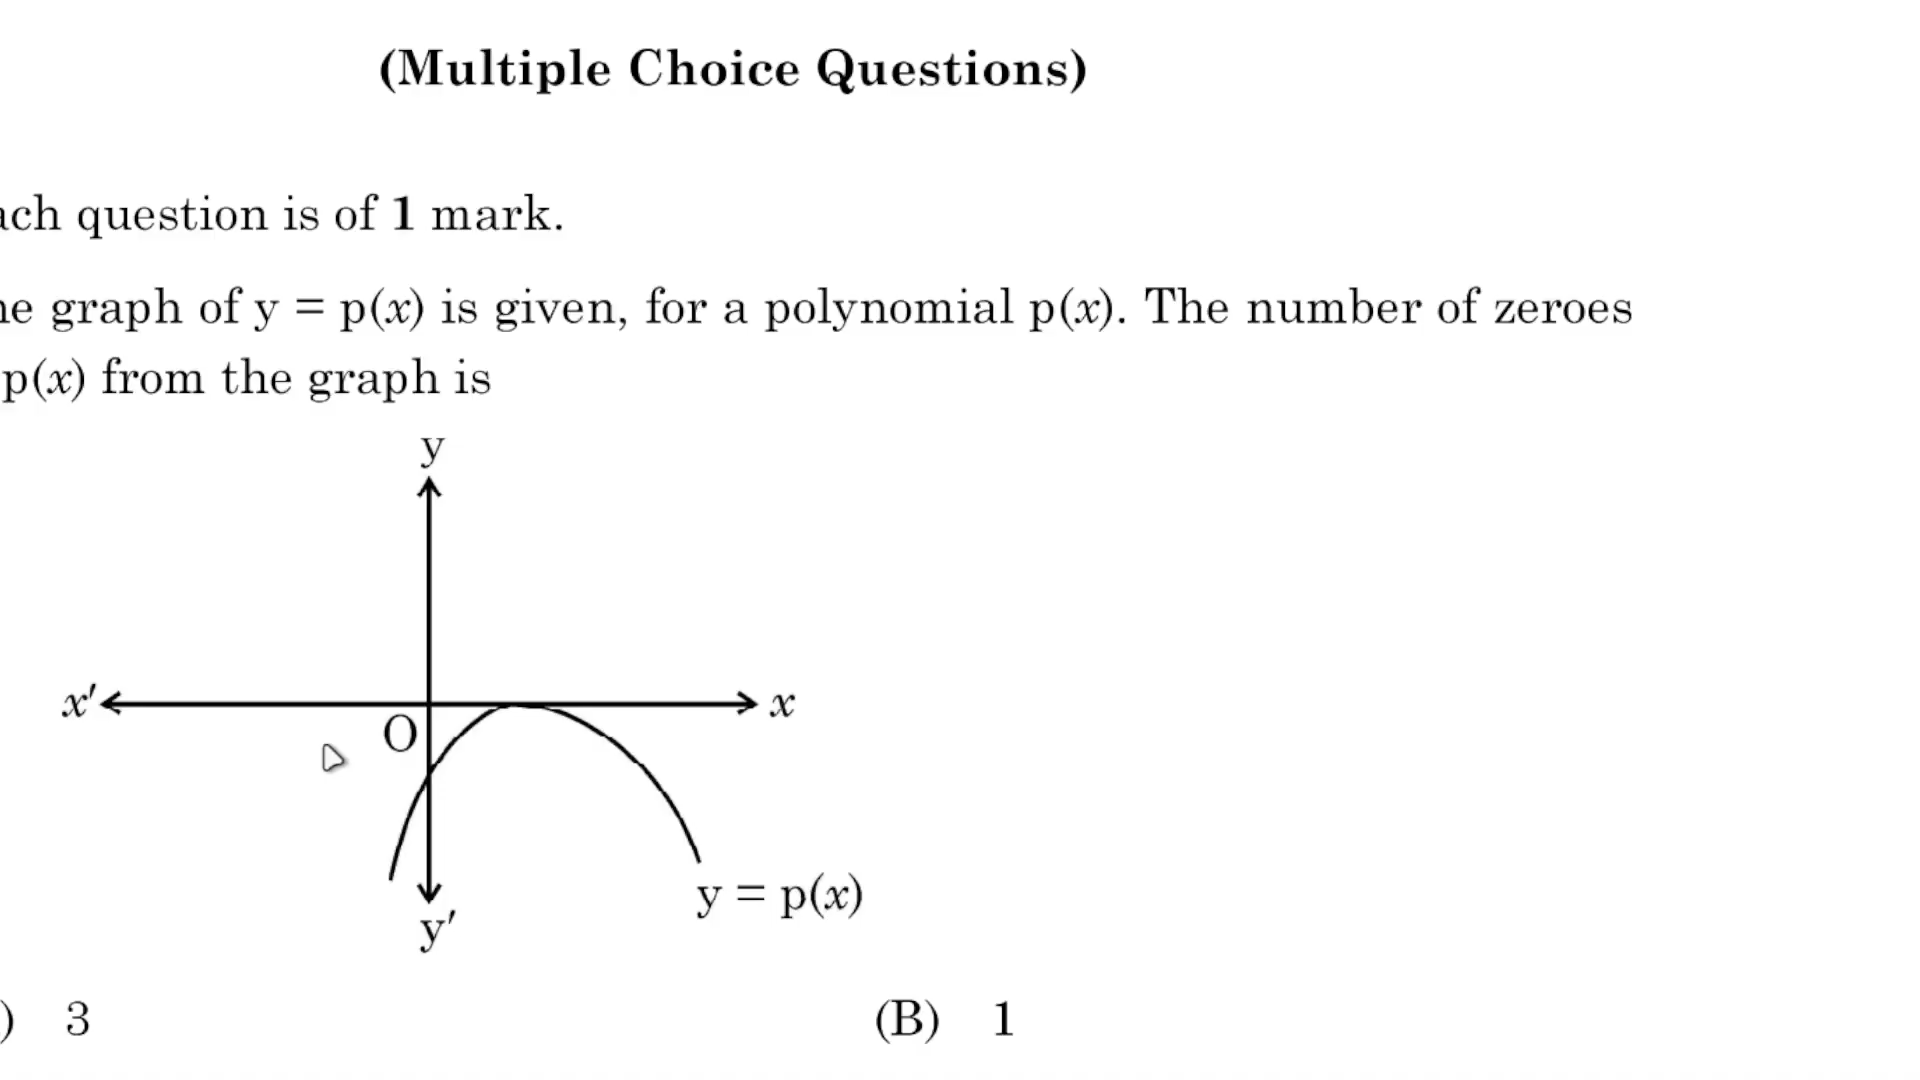 (Multiple Choice Questions)
ach question is of 1 mark.
he graph of y = p(x) is given, for a polynomial p(x). The number of zeroes
p(x) from the graph is
y
x′
x
O
y = p(x)
y′
) 3
(B) 1